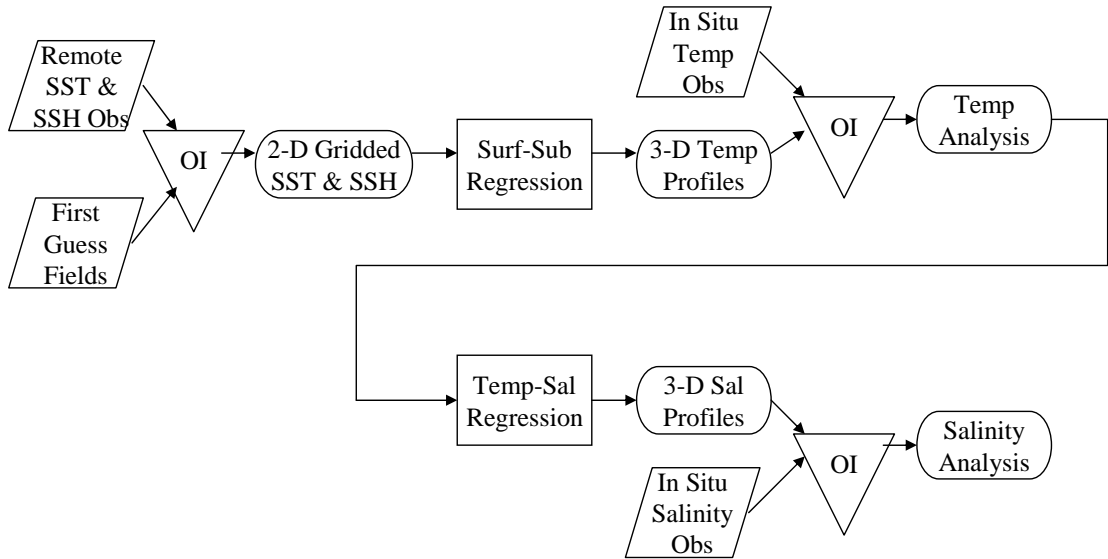 Remote
SST &
SSH Obs
First
Guess
Fields
OI
2-D Gridded
SST & SSH
Surf-Sub
Regression
3-D Temp
Profiles
In Situ
Temp
Obs
OI
Temp
Analysis
Temp-Sal
Regression
3-D Sal
Profiles
In Situ
Salinity
Obs
OI
Salinity
Analysis